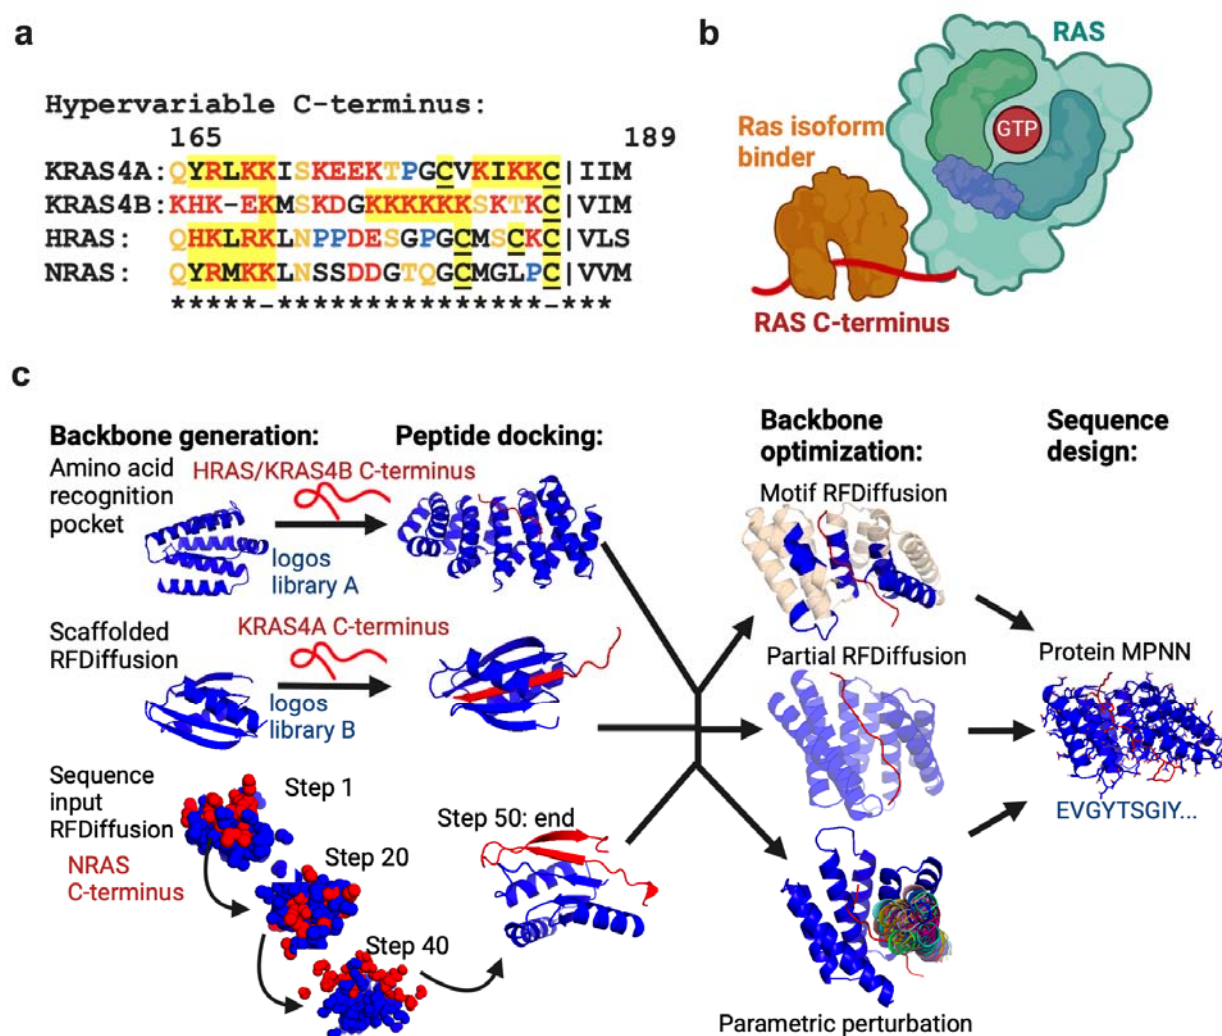 a
Hypervariable C-terminus:
165 189
KRAS4A:QYRLKKISKEEKTPGCVKIKKC|IIM
KRAS4B:KHK-EKMSKDGKKKKKKSKTKC|VIM
HRAS: QHKLRKLNPPDESGPGCMSCKC|VLS
NRAS: QYRMKKLNSSDDGTQGCMGLPC|VVM
*****-****************-***
b
RAS
GTP
Ras isoform
binder
RAS C-terminus
c
Backbone generation:
Peptide docking:
Backbone
optimization:
Sequence
design:
Amino acid
recognition
pocket
HRAS/KRAS4B C-terminus
logos
library A
Scaffolded
RFDiffusion
KRAS4A C-terminus
logos
library B
Sequence
input
RFDiffusion
NRAS
C-terminus
Step 1
Step 20
Step 40
Step 50: end
Motif RFDiffusion
Partial RFDiffusion
Parametric perturbation
Protein MPNN
EVGYTSGIY...